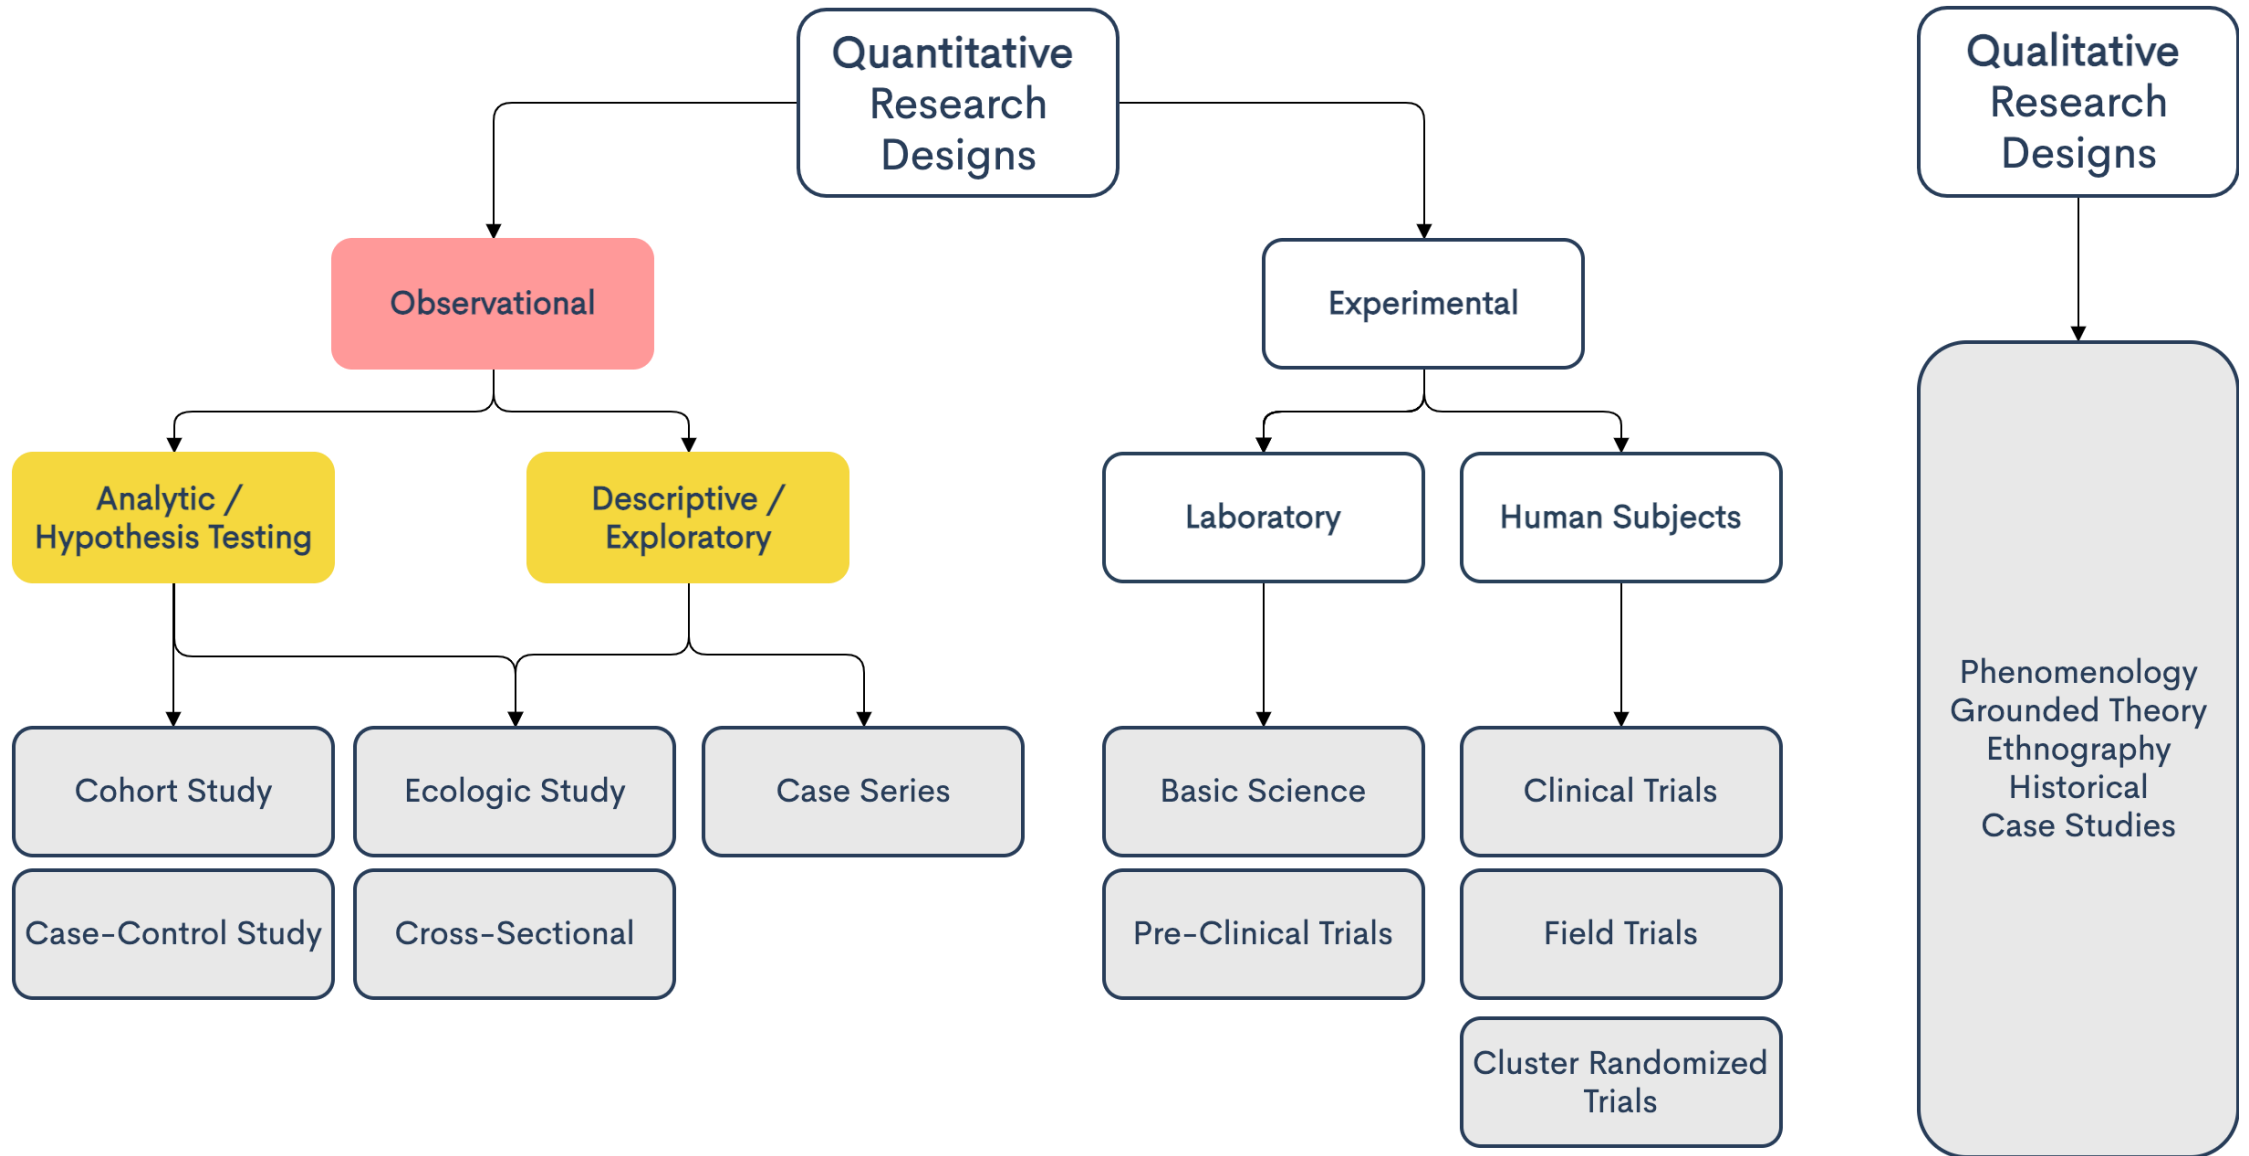 Quantitative
Research
Designs
Qualitative
Research
Designs
Observational
Experimental
Analytic /
Hypothesis Testing
Descriptive /
Exploratory
Laboratory
Human Subjects
Cohort Study
Ecologic Study
Case Series
Basic Science
Clinical Trials
Case-Control Study
Cross-Sectional
Pre-Clinical Trials
Field Trials
Cluster Randomized
Trials
Phenomenology
Grounded Theory
Ethnography
Historical
Case Studies